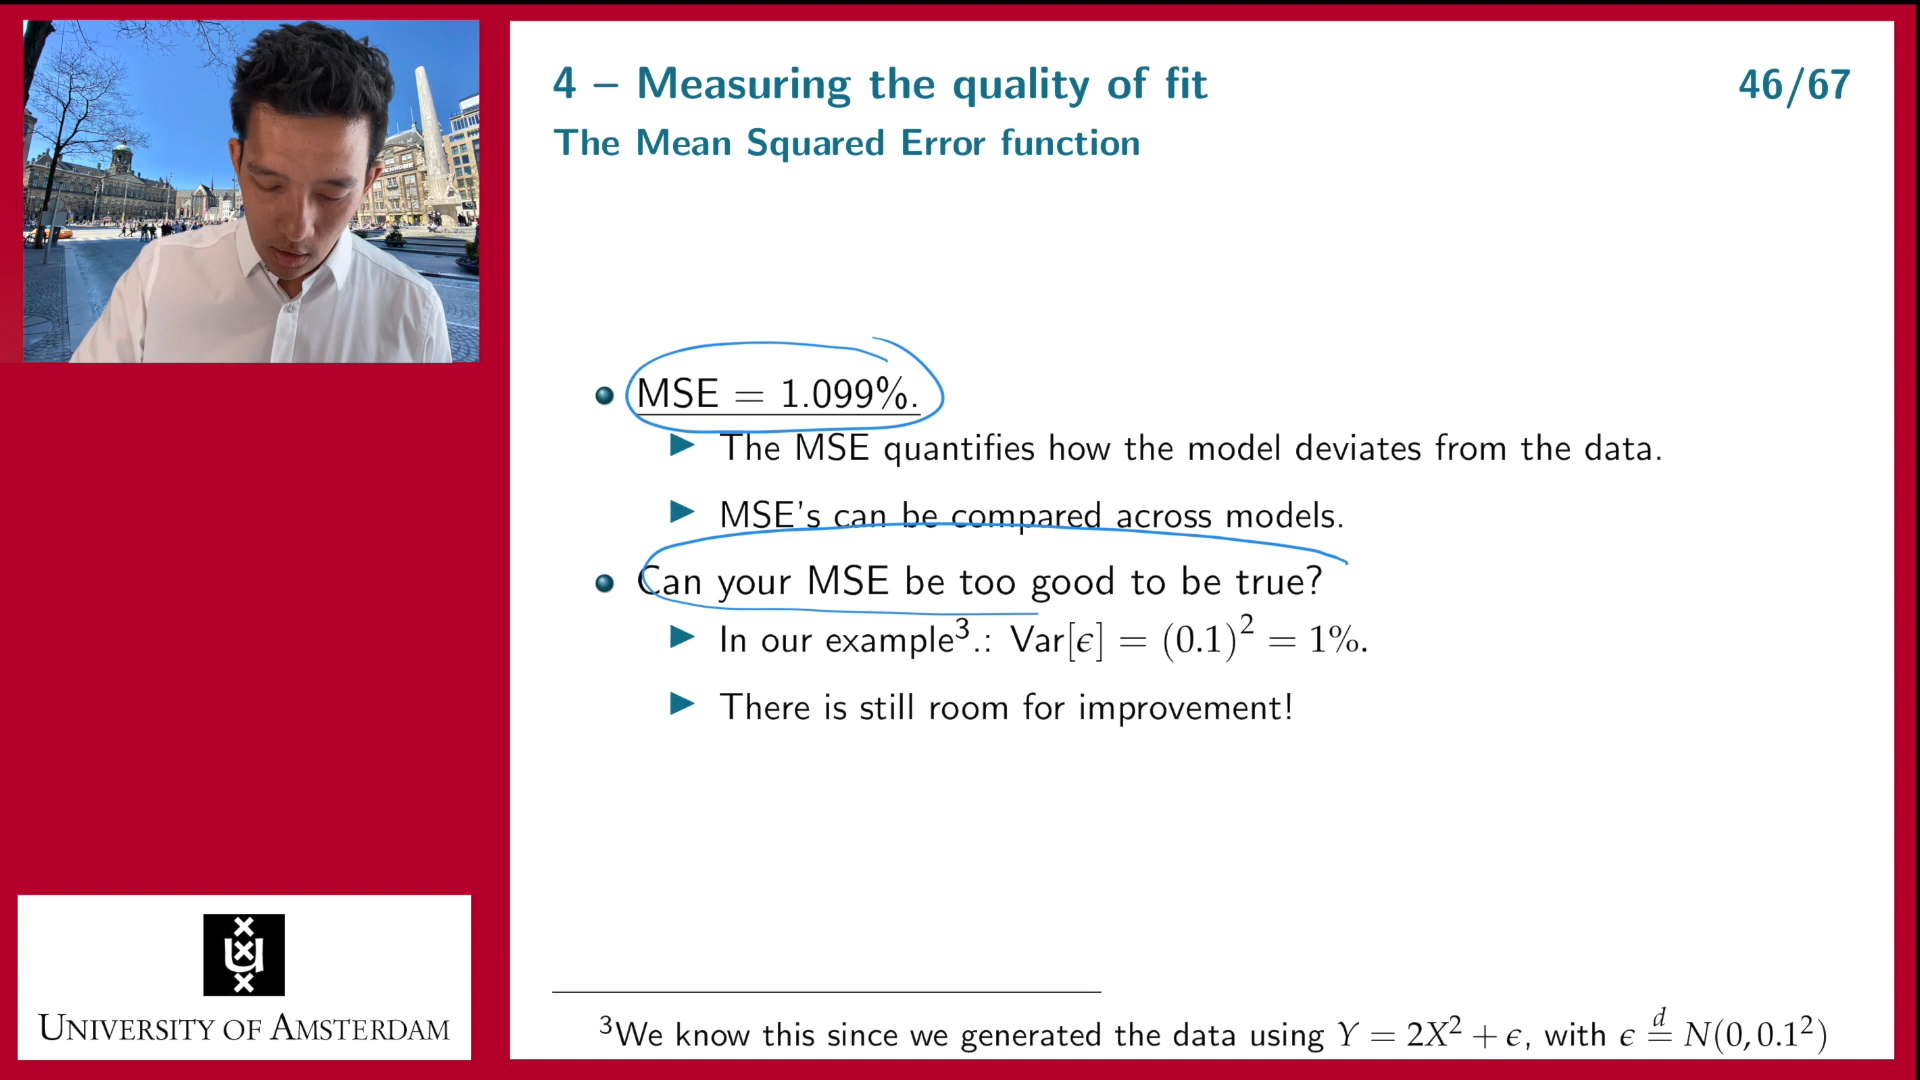 4 – Measuring the quality of fit
46/67
The Mean Squared Error function
MSE = 1.099%.
The MSE quantifies how the model deviates from the data.
MSE's can be compared across models.
Can your MSE be too good to be true?
In our example³.: Var[ϵ] = (0.1)² = 1%.
There is still room for improvement!
³We know this since we generated the data using Y = 2X² + ϵ, with ϵ =ᵈ N(0, 0.1²)
UNIVERSITY OF AMSTERDAM